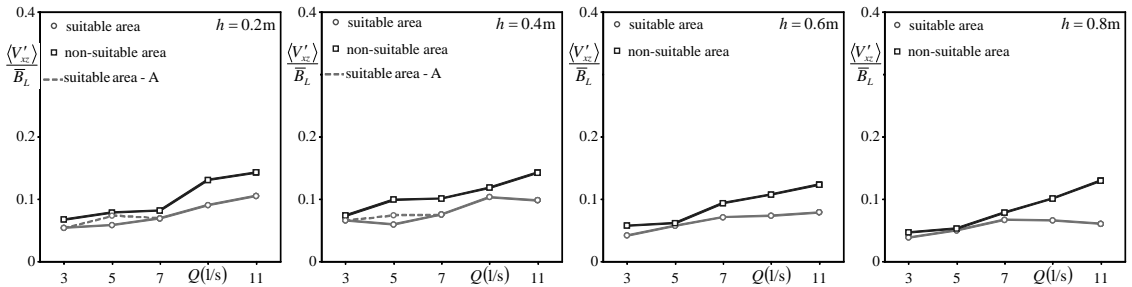 0.4
suitable area
h = 0.2m
⟨V′xz⟩
non-suitable area
B̅L
suitable area - A
0.2
0.1
0
3 5 7 Q(l/s) 11
0.4
suitable area
h = 0.4m
⟨V′xz⟩
non-suitable area
B̅L
suitable area - A
0.2
0.1
0
3 5 7 Q(l/s) 11
0.4
suitable area
h = 0.6m
⟨V′xz⟩
non-suitable area
B̅L
0.2
0.1
0
3 5 7 Q(l/s) 11
0.4
suitable area
h = 0.8m
⟨V′xz⟩
non-suitable area
B̅L
0.2
0.1
0
3 5 7 Q(l/s) 11